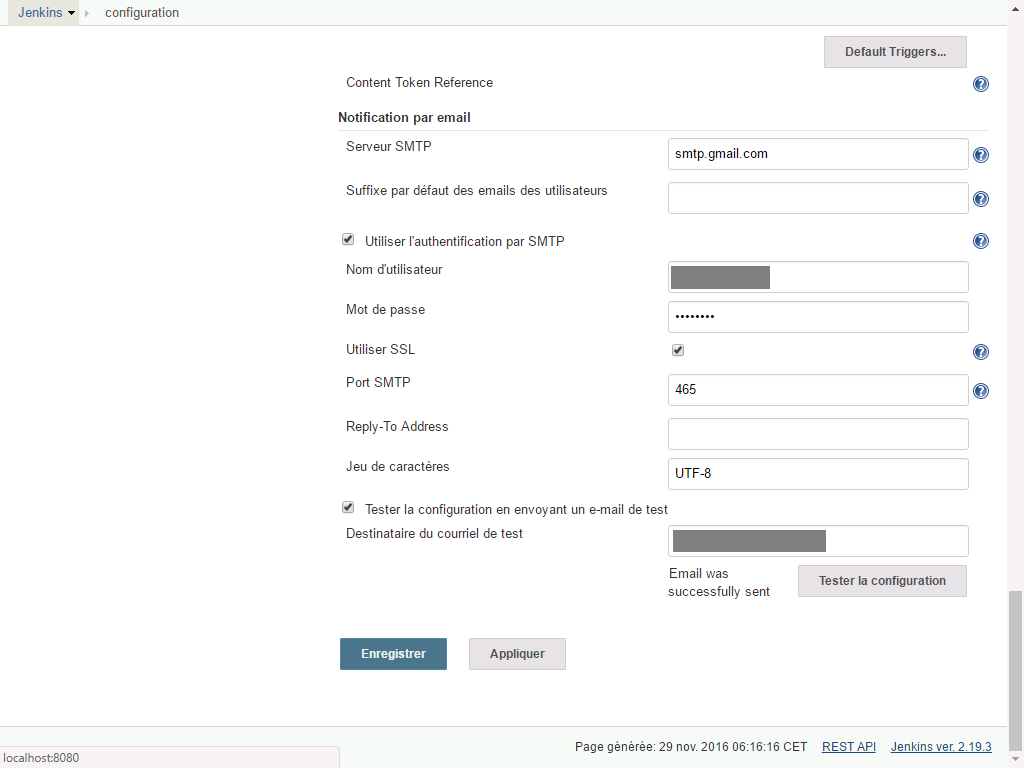 Jenkins configuration
Default Triggers...
Content Token Reference
Notification par email
Serveur SMTP
smtp.gmail.com
Suffixe par défaut des emails des utilisateurs
Utiliser l'authentification par SMTP
Nom d'utilisateur
Mot de passe
••••••••
Utiliser SSL
Port SMTP
465
Reply-To Address
Jeu de caractères
UTF-8
Tester la configuration en envoyant un e-mail de test
Destinataire du courriel de test
Email was
successfully sent
Tester la configuration
Enregistrer Appliquer
Page générée: 29 nov. 2016 06:16:16 CET REST API Jenkins ver. 2.19.3
localhost:8080